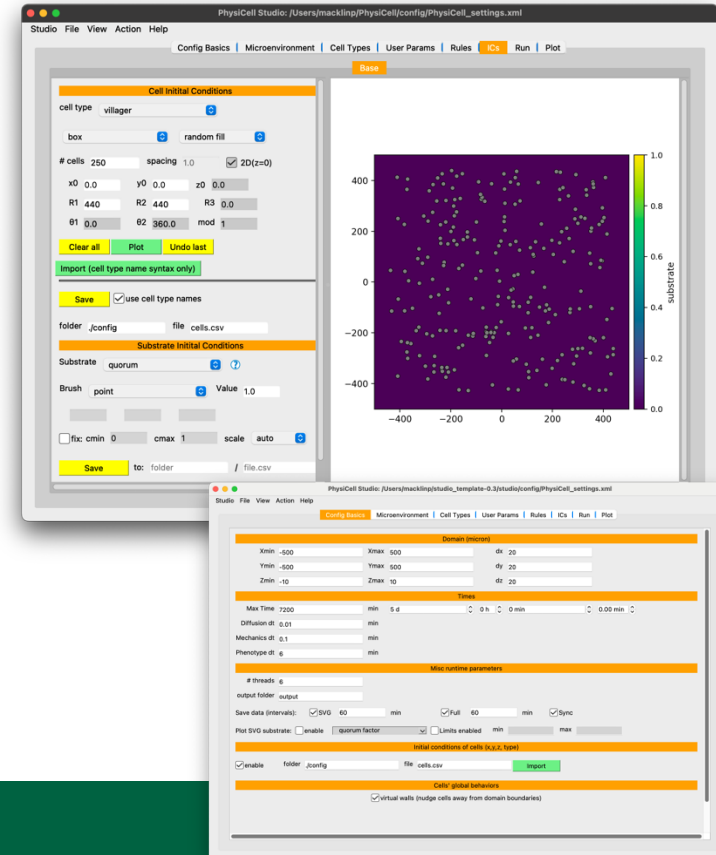 PhysiCell Studio: /Users/macklinp/PhysiCell/config/PhysiCell_settings.xml
Studio File View Action Help
Config Basics Microenvironment Cell Types User Params Rules ICs Run Plot
Base
Cell Initital Conditions
cell type villager
box random fill
# cells 250 spacing 1.0 2D(z=0)
x0 0.0 y0 0.0 z0 0.0
R1 440 R2 440 R3 0.0
θ1 0.0 θ2 360.0 mod 1
Clear all Plot Undo last
Import (cell type name syntax only)
Save use cell type names
folder ./config file cells.csv
Substrate Initital Conditions
Substrate quorum ?
Brush point Value 1.0
fix: cmin 0 cmax 1 scale auto
Save to: folder / file.csv
400
200
0
−200
−400
−400 −200 0 200 400
1.0
0.8
0.6
0.4
0.2
0.0
substrate
PhysiCell Studio: /Users/macklinp/studio_template-0.3/studio/config/PhysiCell_settings.xml
Studio File View Action Help
Config Basics Microenvironment Cell Types User Params Rules ICs Run Plot
Domain (micron)
Xmin -500 Xmax 500 dx 20
Ymin -500 Ymax 500 dy 20
Zmin -10 Zmax 10 dz 20
Times
Max Time 7200 min 5 d 0 h 0 min 0.00 min
Diffusion dt 0.01 min
Mechanics dt 0.1 min
Phenotype dt 6 min
Misc runtime parameters
# threads 6
output folder output
Save data (intervals): SVG 60 min Full 60 min Sync
Plot SVG substrate: enable quorum factor Limits enabled min max
Initial conditions of cells (x,y,z, type)
enable folder ./config file cells.csv import
Cells' global behaviors
virtual walls (nudge cells away from domain boundaries)